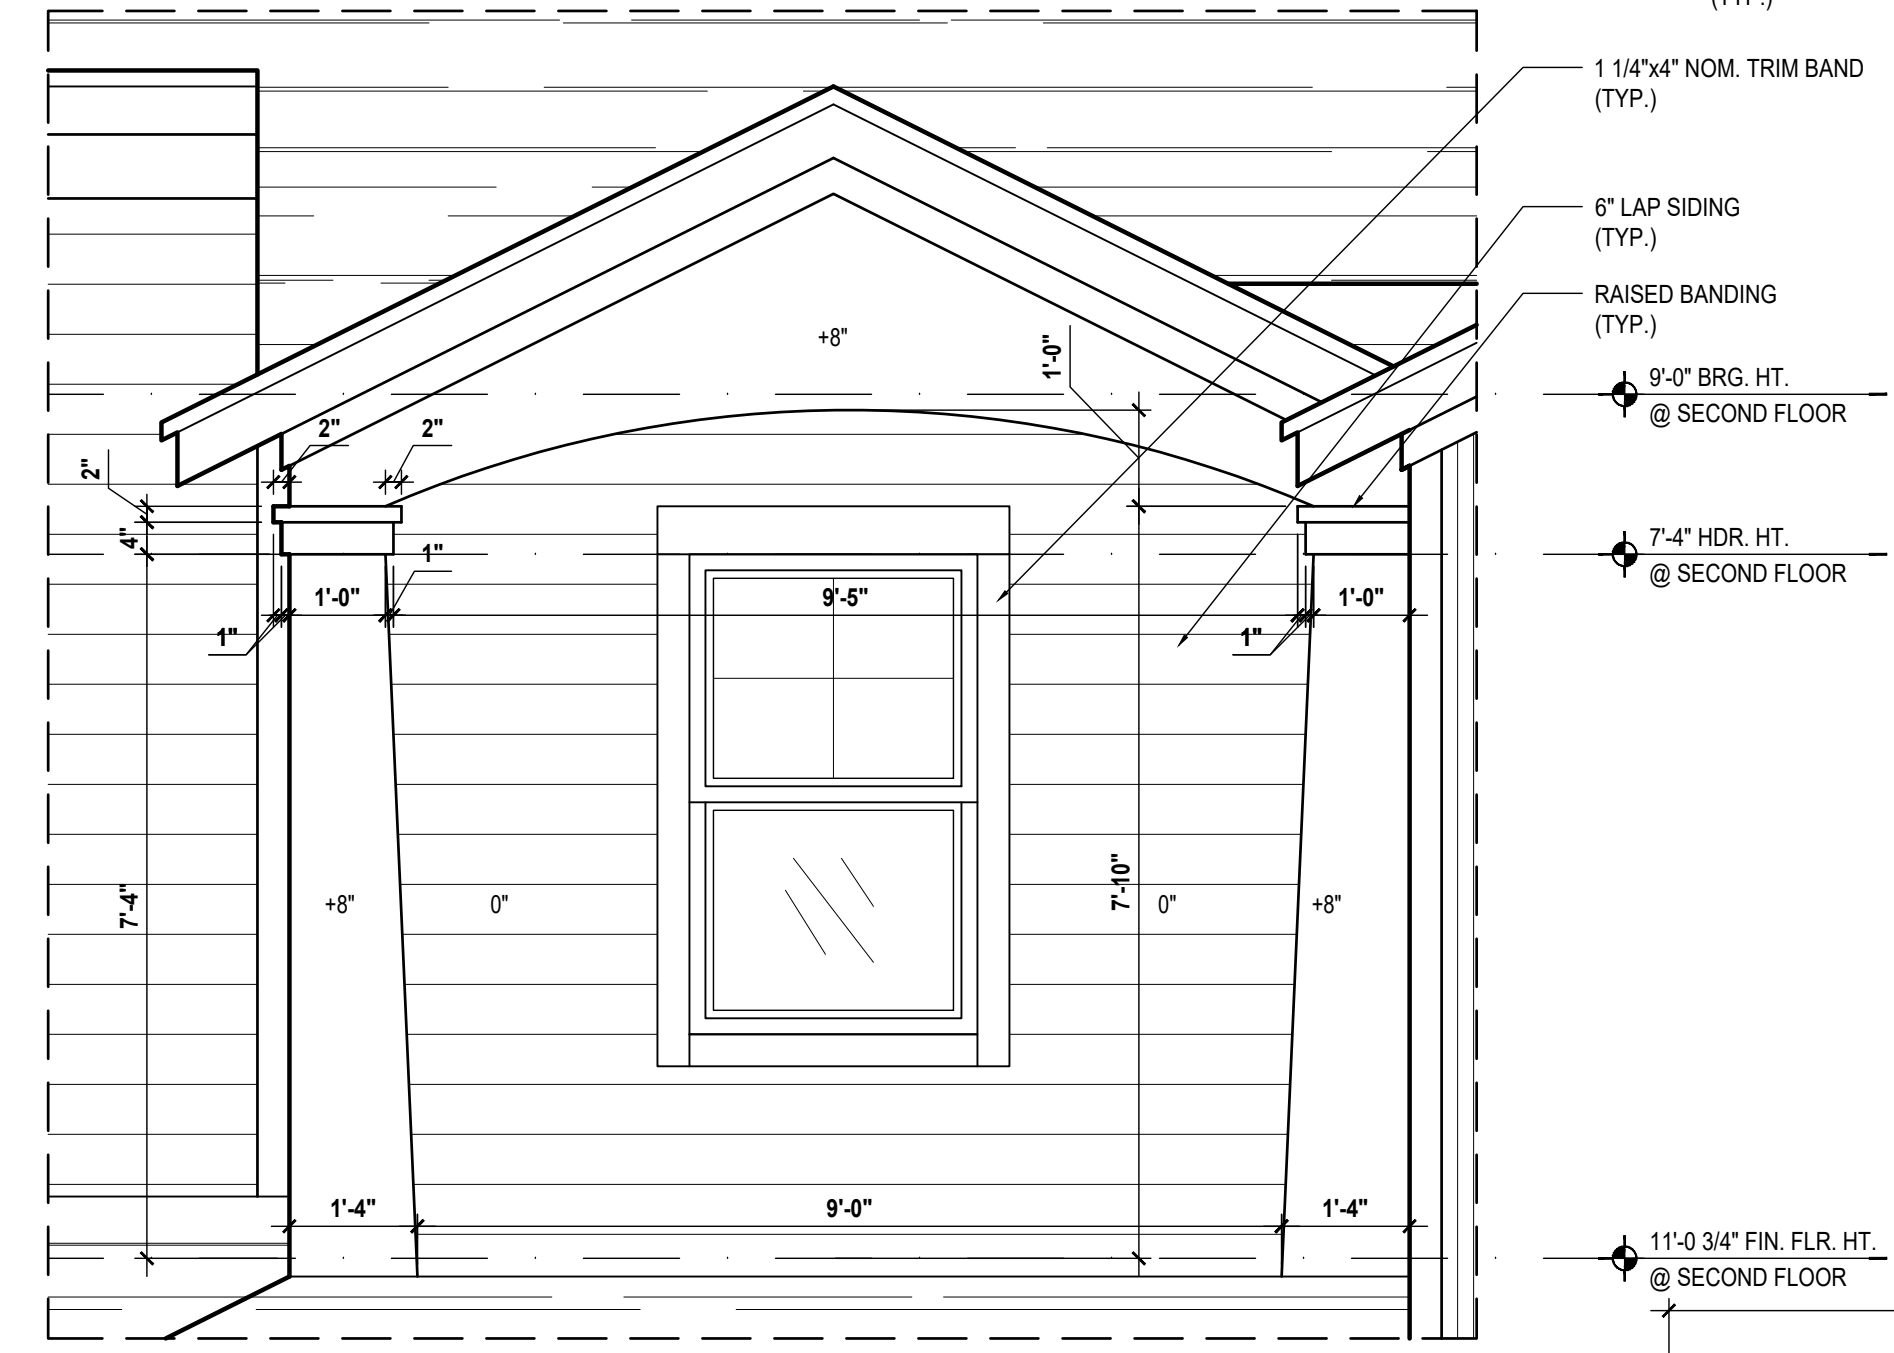 (TYP.)
1 1/4"x4" NOM. TRIM BAND
(TYP.)
6" LAP SIDING
(TYP.)
RAISED BANDING
(TYP.)
+8"
1'-0"
9'-0" BRG. HT.
@ SECOND FLOOR
2"
2"
2"
4"
7'-4" HDR. HT.
@ SECOND FLOOR
1"
1'-0"
9'-5"
1'-0"
1"
1"
7'-4"
+8"
0"
7'-10"
0"
+8"
1'-4"
9'-0"
1'-4"
11'-0 3/4" FIN. FLR. HT.
@ SECOND FLOOR